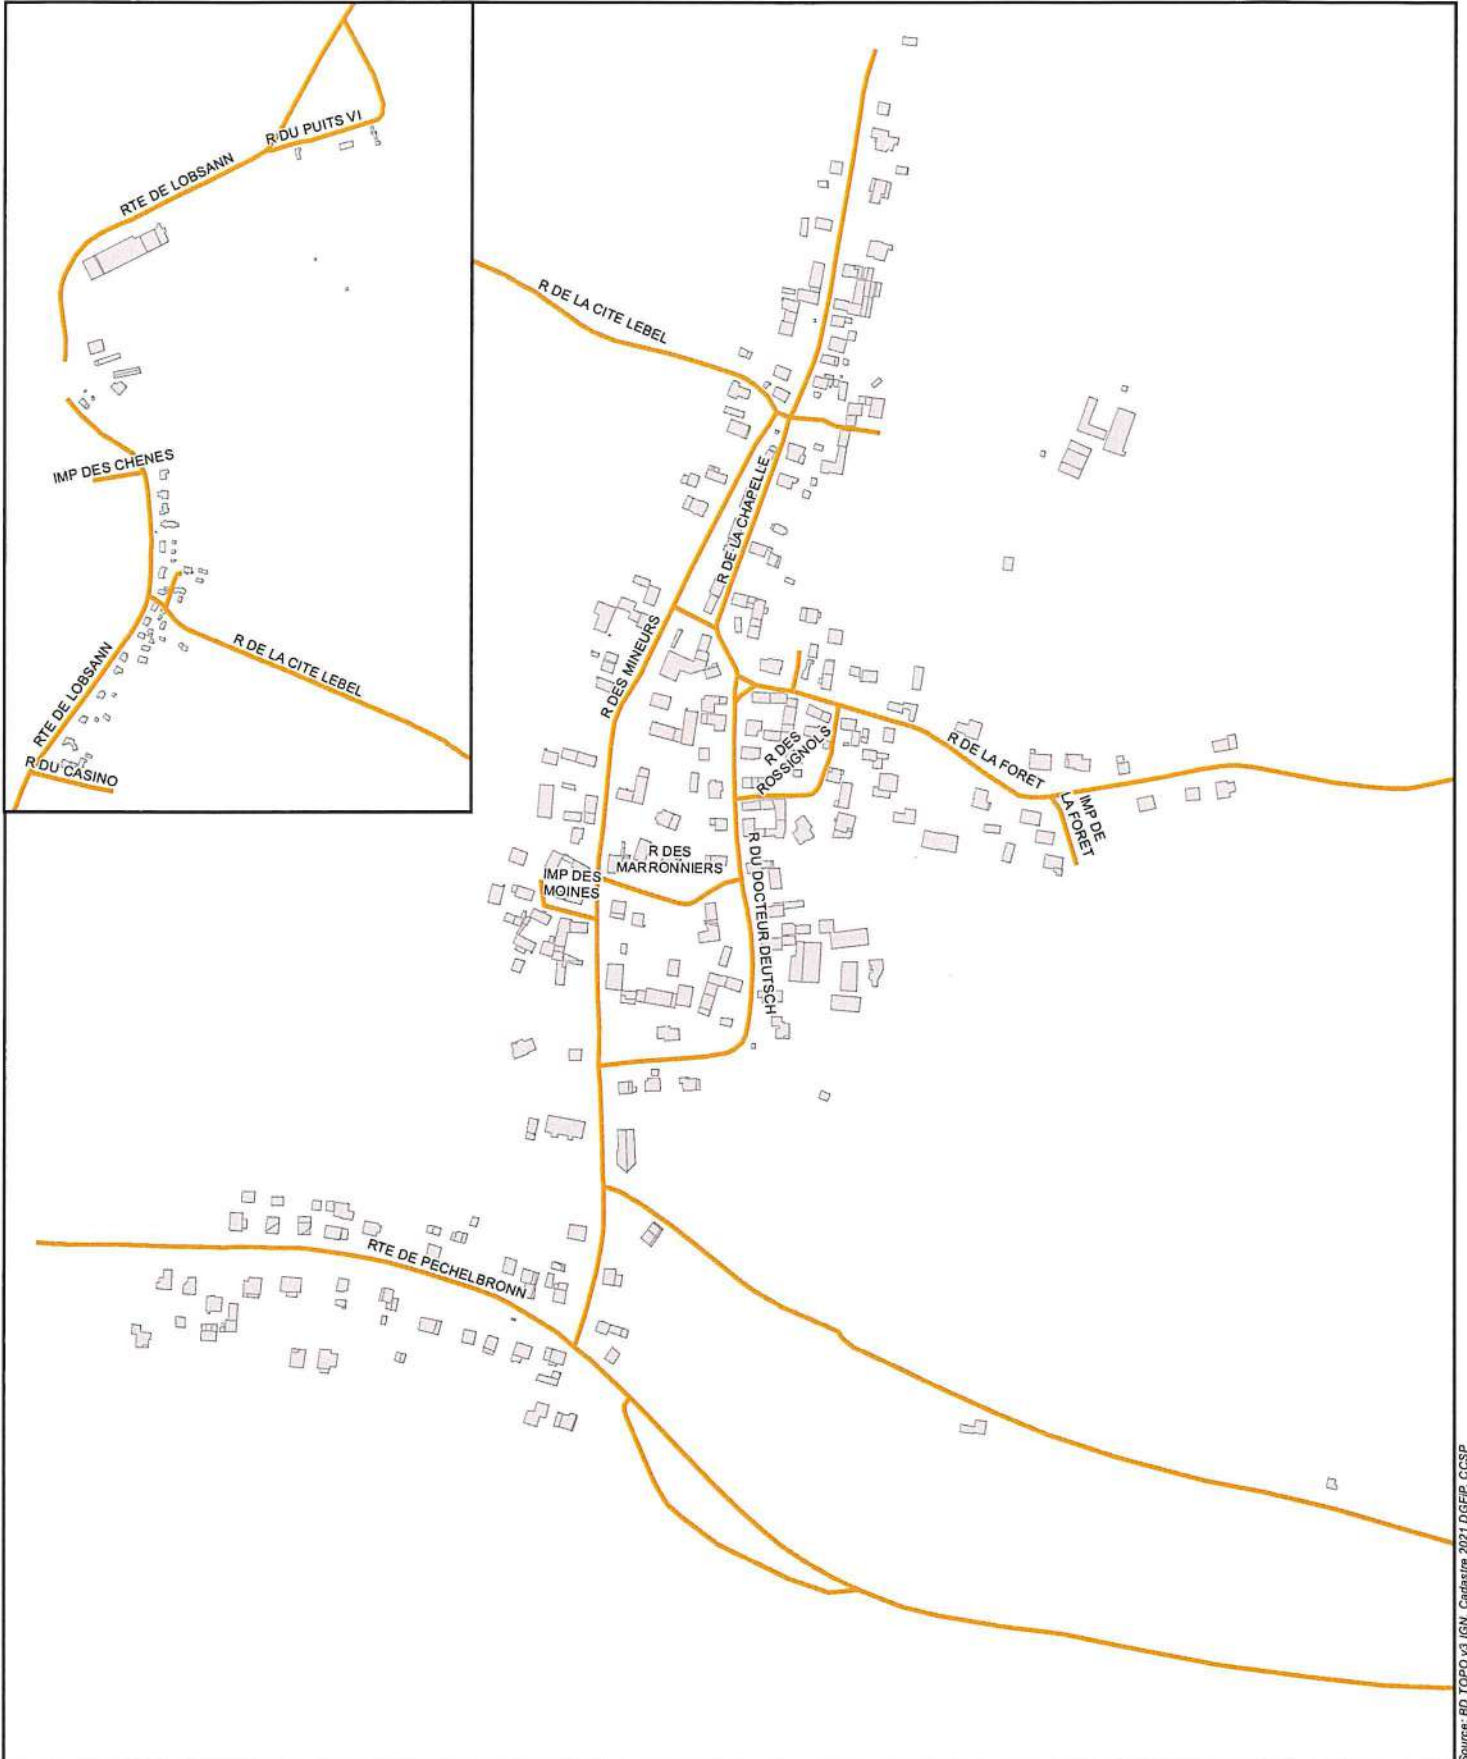 R DU PUITS VI
RTE DE LOBSANN
IMP DES CHENES
R DE LA CITE LEBEL
RTE DE LOBSANN
R DU CASINO
R DE LA CITE LEBEL
R DE LA CHAPELLE
R DES MINEURS
R DES
ROSSIGNOLS
R DE LA FORET
IMP DE
LA FORET
R DES
MARRONNIERS
IMP DES
MOINES
R DU DOCTEUR DEUTSCH
RTE DE PECHELBRONN
Source: BD TOPO v3 IGN, Cadastre 2021 DGFiP, CCSP